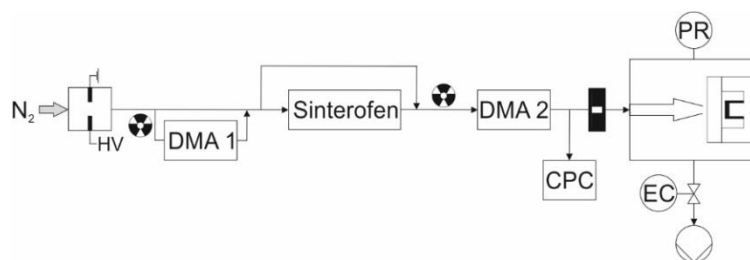 PR
N₂
HV
DMA 1
Sinterofen
DMA 2
CPC
EC